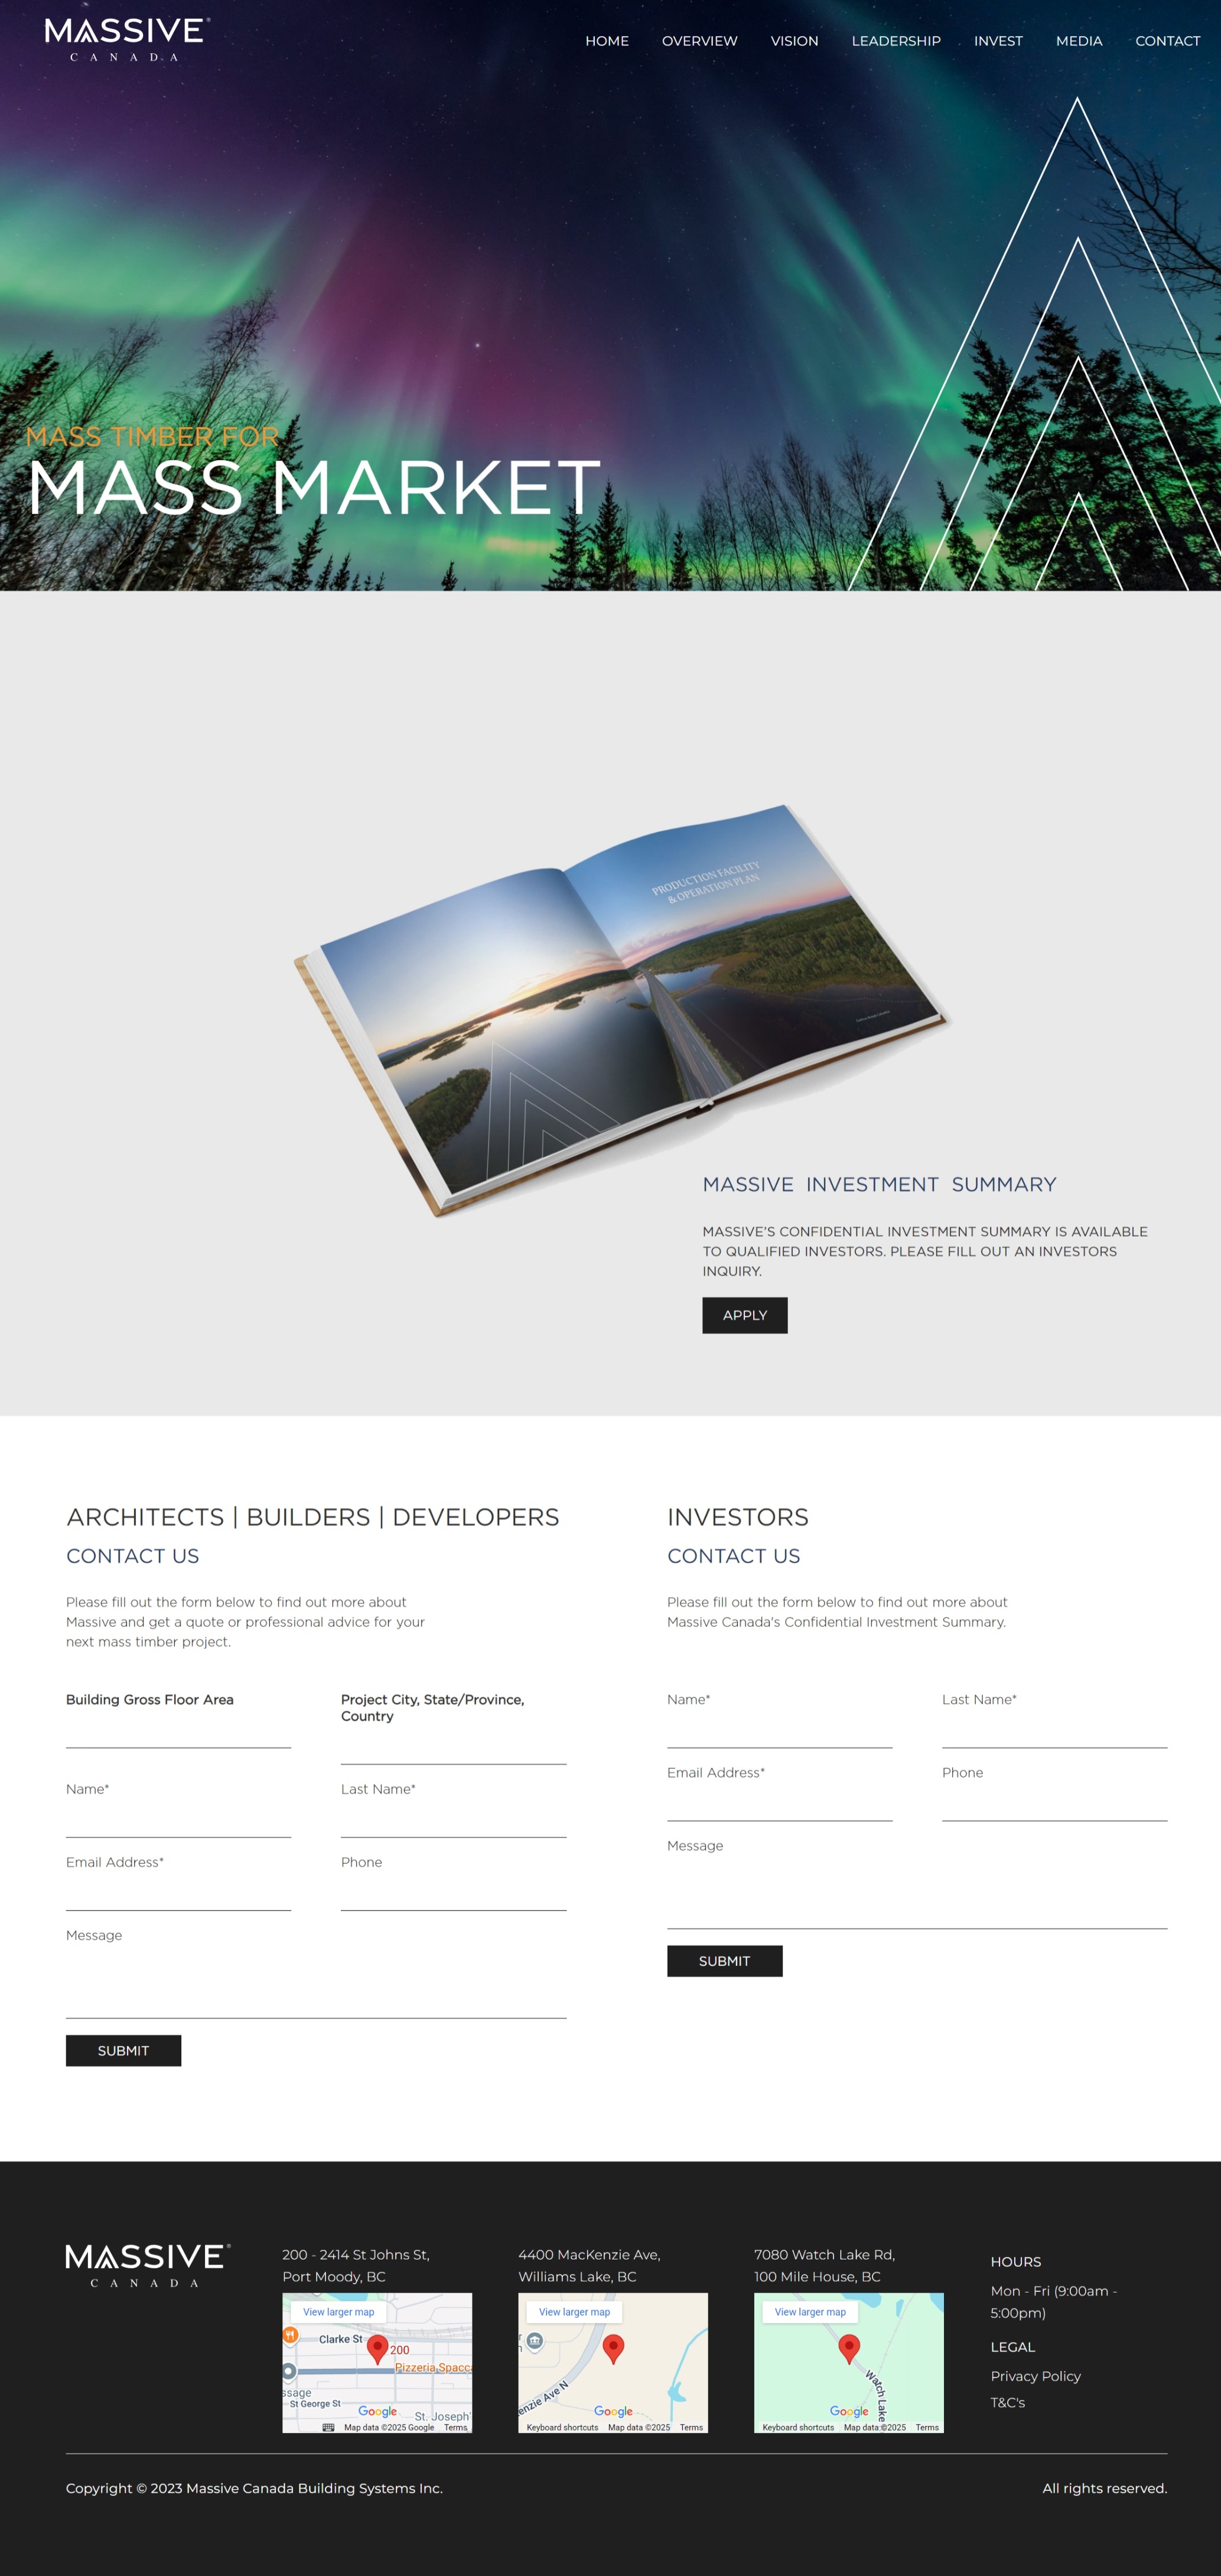 MASSIVE
CANADA
HOME OVERVIEW VISION LEADERSHIP INVEST MEDIA CONTACT
MASS TIMBER FOR
MASS MARKET
PRODUCTION FACILITY
& OPERATION PLAN
MASSIVE INVESTMENT SUMMARY
MASSIVE'S CONFIDENTIAL INVESTMENT SUMMARY IS AVAILABLE
TO QUALIFIED INVESTORS. PLEASE FILL OUT AN INVESTORS
INQUIRY.
APPLY
ARCHITECTS | BUILDERS | DEVELOPERS
CONTACT US
Please fill out the form below to find out more about
Massive and get a quote or professional advice for your
next mass timber project.
Building Gross Floor Area
Project City, State/Province,
Country
Name*
Last Name*
Email Address*
Phone
Message
SUBMIT
INVESTORS
CONTACT US
Please fill out the form below to find out more about
Massive Canada's Confidential Investment Summary.
Name*
Last Name*
Email Address*
Phone
Message
SUBMIT
MASSIVE
CANADA
200 - 2414 St Johns St,
Port Moody, BC
View larger map
Clarke St
200
Pizzeria Spacca
ssage
St George St
Google
St. Joseph'
Map data ©2025 Google Terms
4400 MacKenzie Ave,
Williams Lake, BC
View larger map
enzie Ave N
Google
Keyboard shortcuts Map data ©2025 Terms
7080 Watch Lake Rd,
100 Mile House, BC
View larger map
Watch Lake
Google
Keyboard shortcuts Map data ©2025 Terms
HOURS
Mon - Fri (9:00am -
5:00pm)
LEGAL
Privacy Policy
T&C's
Copyright © 2023 Massive Canada Building Systems Inc.
All rights reserved.